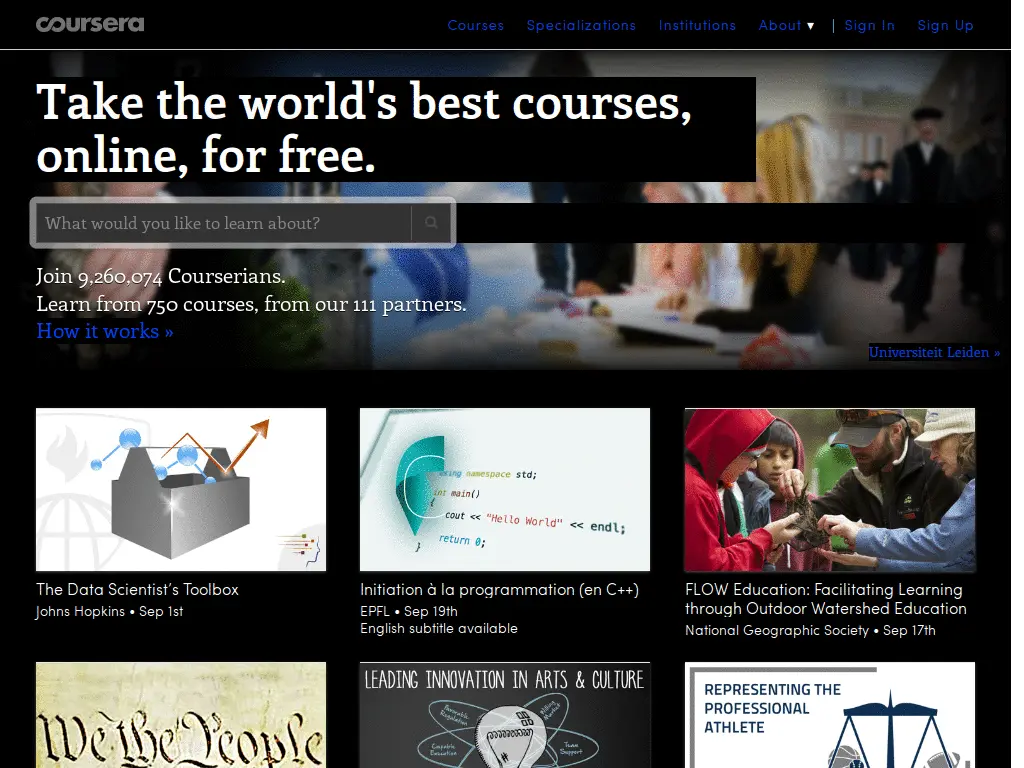 coursera
Courses Specializations Institutions About ▾ | Sign In Sign Up
Take the world's best courses,
online, for free.
What would you like to learn about?
Join 9,260,074 Courserians.
Learn from 750 courses, from our 111 partners.
How it works »
Universiteit Leiden »
using namespace std;
int main()
{
cout << "Hello World" << endl;
return 0;
}
The Data Scientist's Toolbox
Johns Hopkins • Sep 1st
Initiation à la programmation (en C++)
EPFL • Sep 19th
English subtitle available
FLOW Education: Facilitating Learning
through Outdoor Watershed Education
National Geographic Society • Sep 17th
We the People
LEADING INNOVATION IN ARTS & CULTURE
Capable
Education
Team
Support
REPRESENTING THE
PROFESSIONAL
ATHLETE